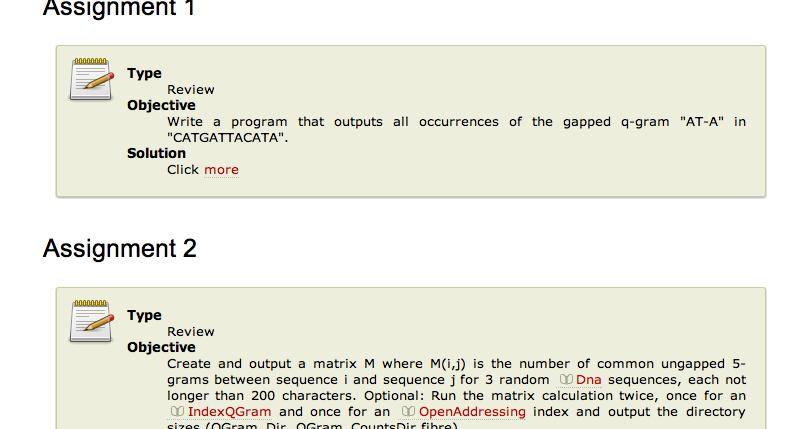 Assignment 1
Type
Review
Objective
Write a program that outputs all occurrences of the gapped q-gram "AT-A" in
"CATGATTACATA".
Solution
Click more
Assignment 2
Type
Review
Objective
Create and output a matrix M where M(i,j) is the number of common ungapped 5-
grams between sequence i and sequence j for 3 random Dna sequences, each not
longer than 200 characters. Optional: Run the matrix calculation twice, once for an
IndexQGram and once for an OpenAddressing index and output the directory
sizes (QGram_Dir, QGram_CountsDir fibre).